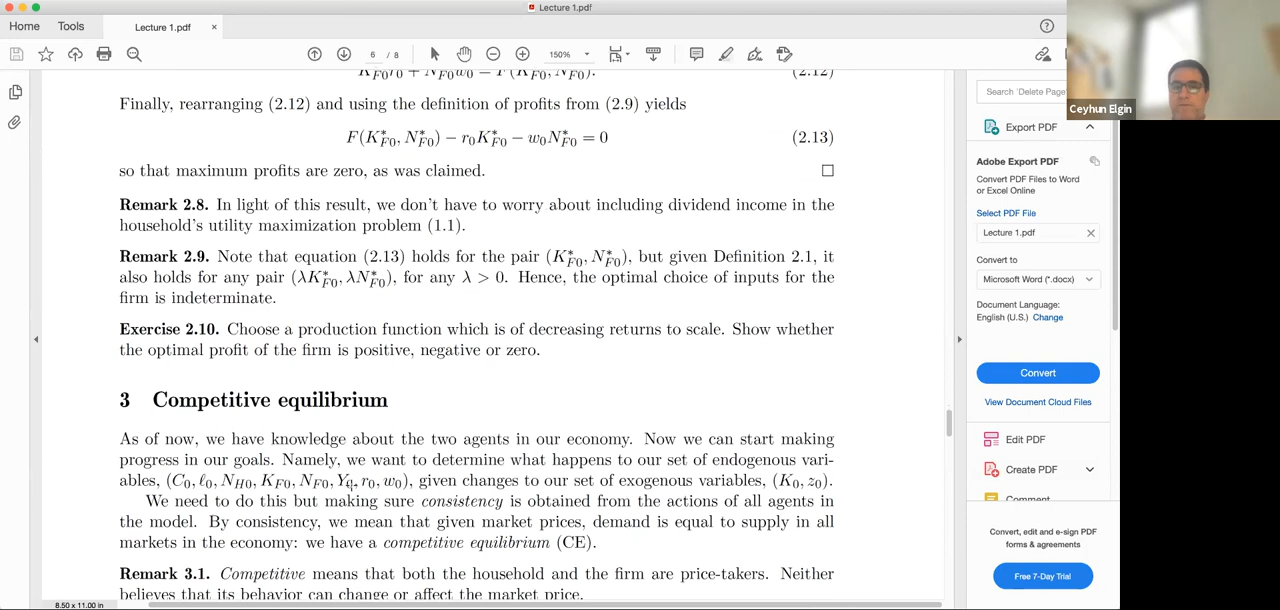 Lecture 1.pdf
Home
Tools
Lecture 1.pdf ×
6 / 8
150%
K*F0 r0 + N*F0 w0 = F(K*F0, N*F0). (2.12)
Finally, rearranging (2.12) and using the definition of profits from (2.9) yields
F(K*F0, N*F0) − r0K*F0 − w0N*F0 = 0 (2.13)
so that maximum profits are zero, as was claimed. □
Remark 2.8. In light of this result, we don't have to worry about including dividend income in the
household's utility maximization problem (1.1).
Remark 2.9. Note that equation (2.13) holds for the pair (K*F0, N*F0), but given Definition 2.1, it
also holds for any pair (λK*F0, λN*F0), for any λ > 0. Hence, the optimal choice of inputs for the
firm is indeterminate.
Exercise 2.10. Choose a production function which is of decreasing returns to scale. Show whether
the optimal profit of the firm is positive, negative or zero.
3 Competitive equilibrium
As of now, we have knowledge about the two agents in our economy. Now we can start making
progress in our goals. Namely, we want to determine what happens to our set of endogenous vari-
ables, (C0, ℓ0, NH0, KF0, NF0, Y0, r0, w0), given changes to our set of exogenous variables, (K0, z0).
We need to do this but making sure consistency is obtained from the actions of all agents in
the model. By consistency, we mean that given market prices, demand is equal to supply in all
markets in the economy: we have a competitive equilibrium (CE).
Remark 3.1. Competitive means that both the household and the firm are price-takers. Neither
believes that its behavior can change or affect the market price.
8.50 x 11.00 in
Search 'Delete Page
Export PDF
Adobe Export PDF
Convert PDF Files to Word
or Excel Online
Select PDF File
Lecture 1.pdf
Convert to
Microsoft Word (*.docx)
Document Language:
English (U.S.) Change
Convert
View Document Cloud Files
Edit PDF
Create PDF
Comment
Convert, edit and e-sign PDF
forms & agreements
Free 7-Day Trial
Ceyhun Elgin